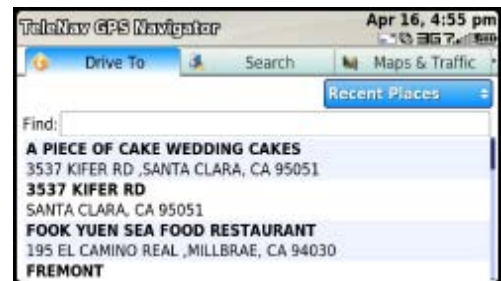 TeleNav GPS Navigator
Apr 16, 4:55 pm
3G
Drive To
Search
Maps & Traffic
Recent Places
Find:
A PIECE OF CAKE WEDDING CAKES
3537 KIFER RD ,SANTA CLARA, CA 95051
3537 KIFER RD
SANTA CLARA, CA 95051
FOOK YUEN SEA FOOD RESTAURANT
195 EL CAMINO REAL ,MILLBRAE, CA 94030
FREMONT